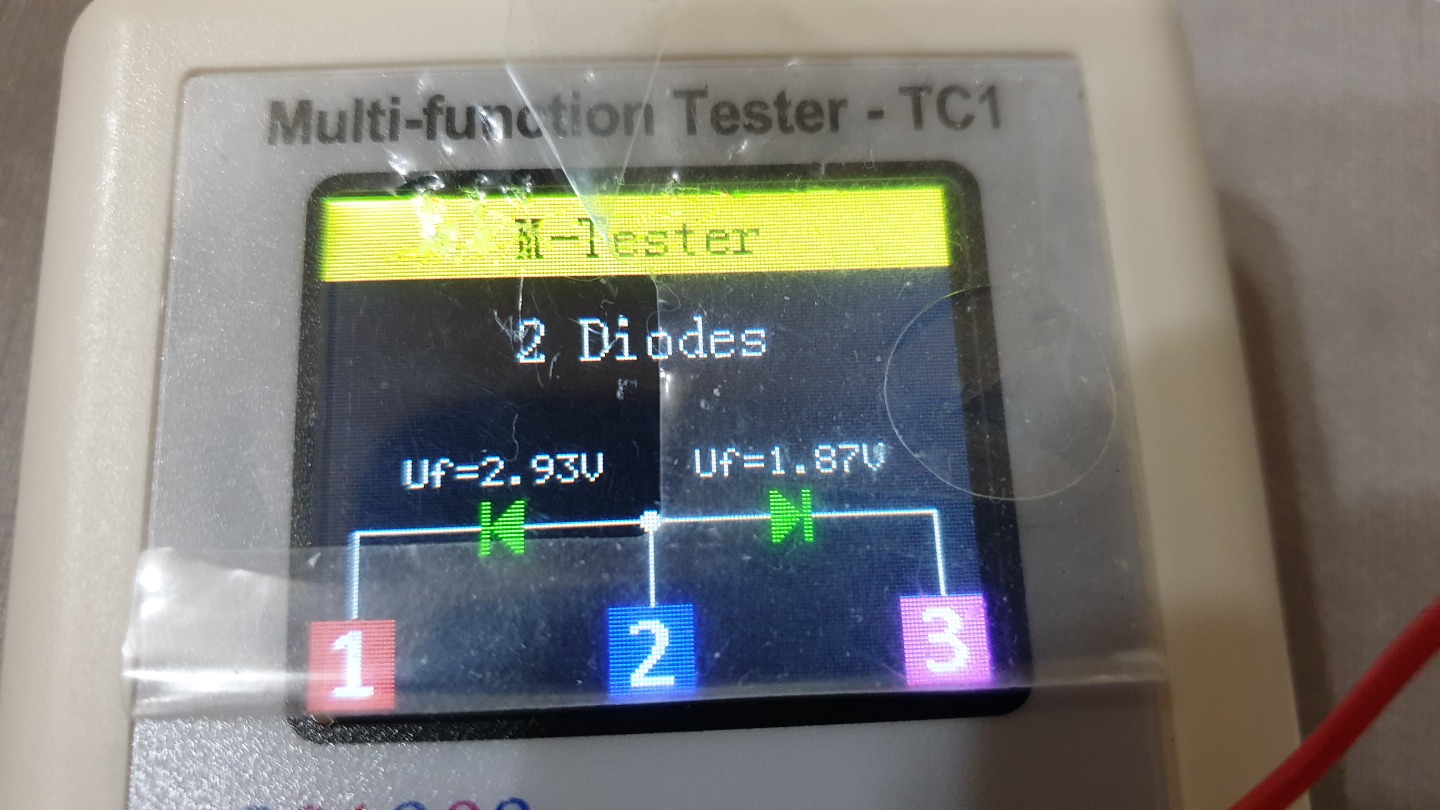 Multi-function Tester - TC1
M-Tester
2 Diodes
Uf=2.93V Uf=1.87V
1 2 3